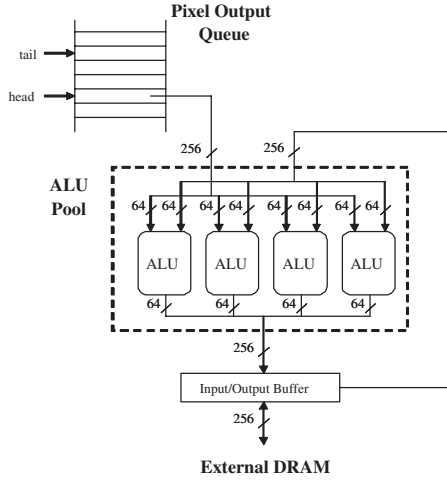 Pixel Output
Queue
tail
head
256 256
ALU
Pool
64 64 64 64 64 64 64 64
ALU ALU ALU ALU
64 64 64 64
256
Input/Output Buffer
256
External DRAM